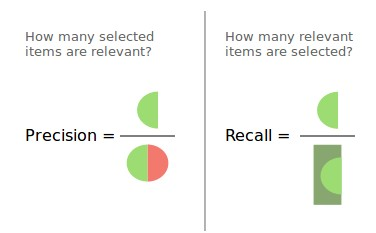 How many selected
items are relevant?
Precision =
How many relevant
items are selected?
Recall =